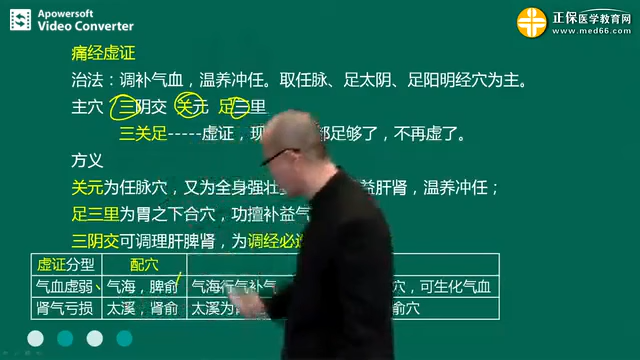 Apowersoft
Video Converter
正保医学教育网
www.med66.com
痛经虚证
治法：调补气血，温养冲任。取任脉、足太阴、足阳明经穴为主。
主穴 三阴交 关元 足三里
三关足-----虚证，现 都足够了，不再虚了。
方义
关元为任脉穴，又为全身强壮 益肝肾，温养冲任；
足三里为胃之下合穴，功擅补益气
三阴交可调理肝脾肾，为调经必选
虚证分型 配穴
气血虚弱 气海，脾俞 气海行气补气 穴，可生化气血
肾气亏损 太溪，肾俞 太溪为 俞穴